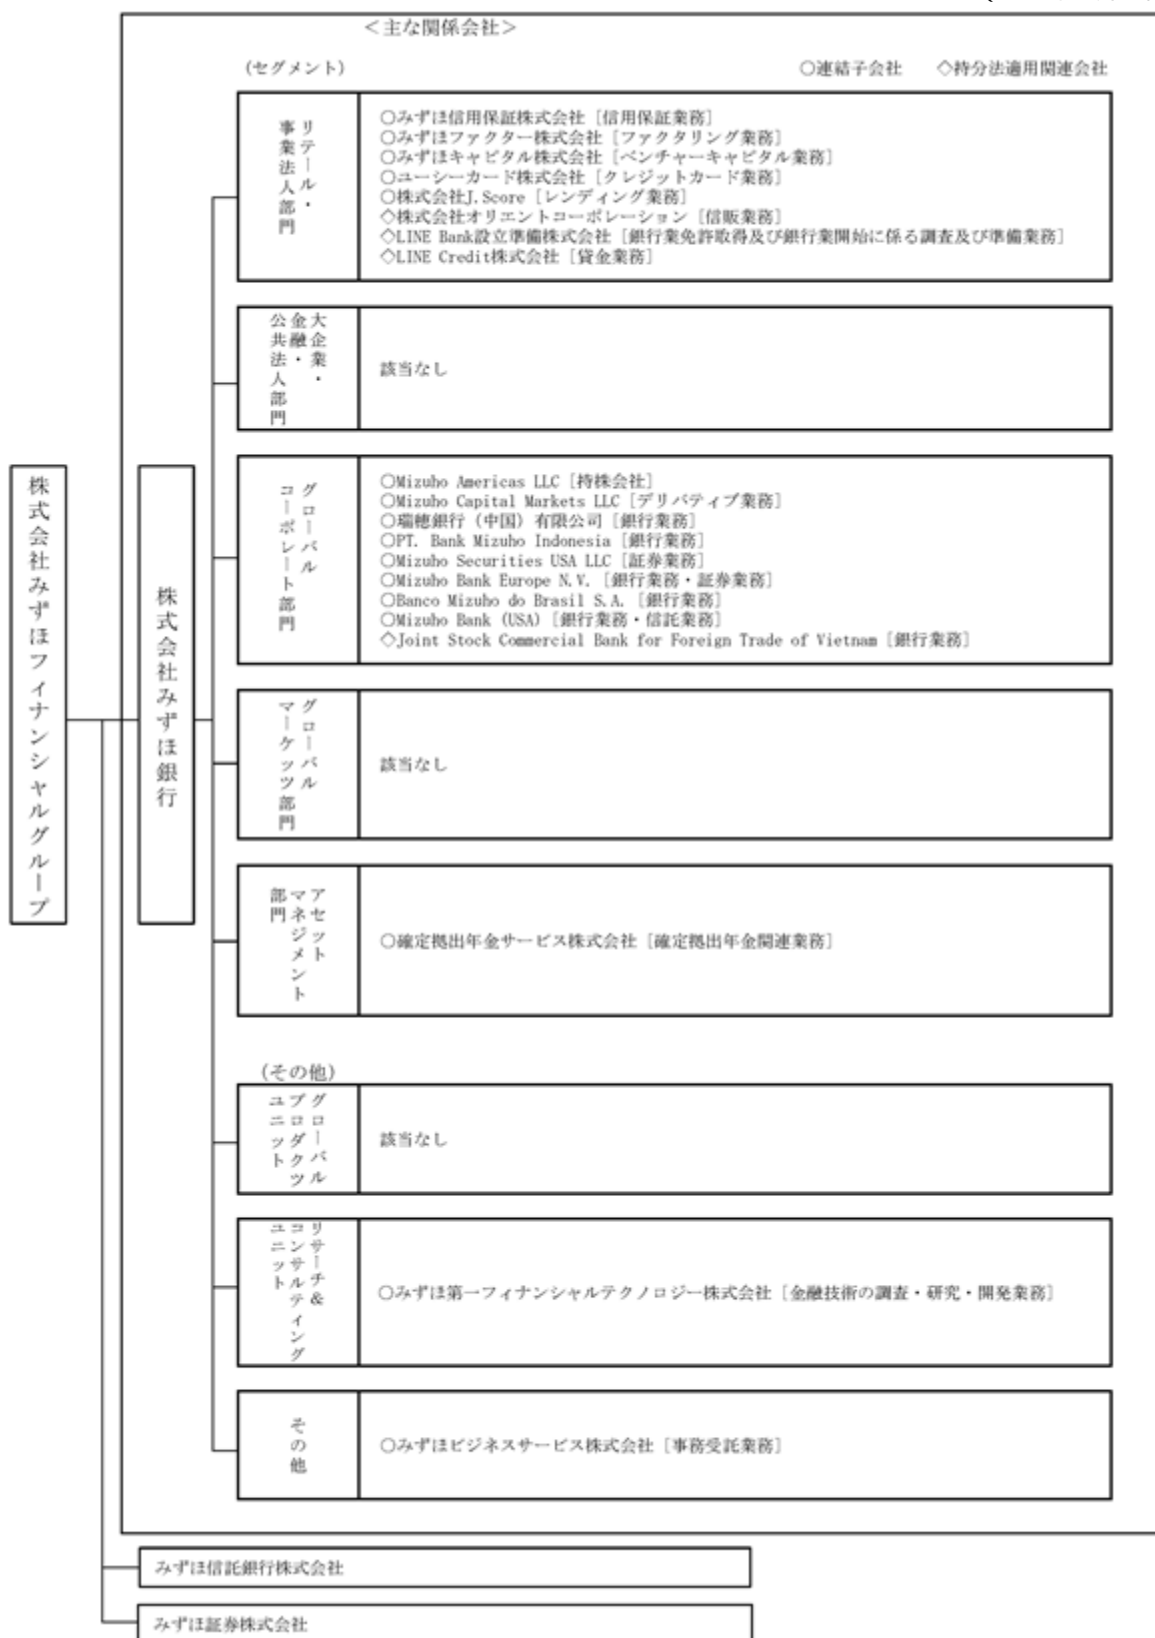 <主な関係会社>
(セグメント)
○連結子会社 ◇持分法適用関連会社
株式会社みずほフィナンシャルグループ
株式会社みずほ銀行
リテール・
事業法人部門
○みずほ信用保証株式会社［信用保証業務］
○みずほファクター株式会社［ファクタリング業務］
○みずほキャピタル株式会社［ベンチャーキャピタル業務］
○ユーシーカード株式会社［クレジットカード業務］
○株式会社J.Score［レンディング業務］
◇株式会社オリエントコーポレーション［信販業務］
◇LINE Bank設立準備株式会社［銀行業免許取得及び銀行業開始に係る調査及び準備業務］
◇LINE Credit株式会社［貸金業務］
大企業・
金融・
公共法人部門
該当なし
グローバル
コーポレート部門
○Mizuho Americas LLC［持株会社］
○Mizuho Capital Markets LLC［デリバティブ業務］
○瑞穂銀行（中国）有限公司［銀行業務］
○PT. Bank Mizuho Indonesia［銀行業務］
○Mizuho Securities USA LLC［証券業務］
○Mizuho Bank Europe N.V.［銀行業務・証券業務］
○Banco Mizuho do Brasil S.A.［銀行業務］
○Mizuho Bank (USA)［銀行業務・信託業務］
◇Joint Stock Commercial Bank for Foreign Trade of Vietnam［銀行業務］
グローバル
マーケッツ部門
該当なし
アセット
マネジメント
部門
○確定拠出年金サービス株式会社［確定拠出年金関連業務］
(その他)
グローバル
プロダクツ
ユニット
該当なし
リサーチ＆
コンサルティング
ユニット
○みずほ第一フィナンシャルテクノロジー株式会社［金融技術の調査・研究・開発業務］
その他
○みずほビジネスサービス株式会社［事務受託業務］
みずほ信託銀行株式会社
みずほ証券株式会社